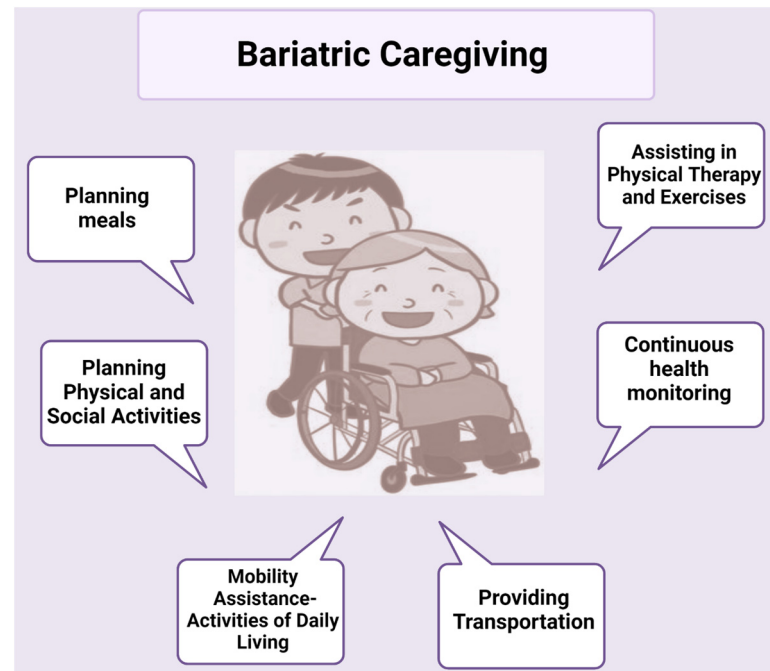 Bariatric Caregiving
Planning
meals
Assisting in
Physical Therapy
and Exercises
Planning
Physical and
Social Activities
Continuous
health
monitoring
Mobility
Assistance-
Activities of Daily
Living
Providing
Transportation